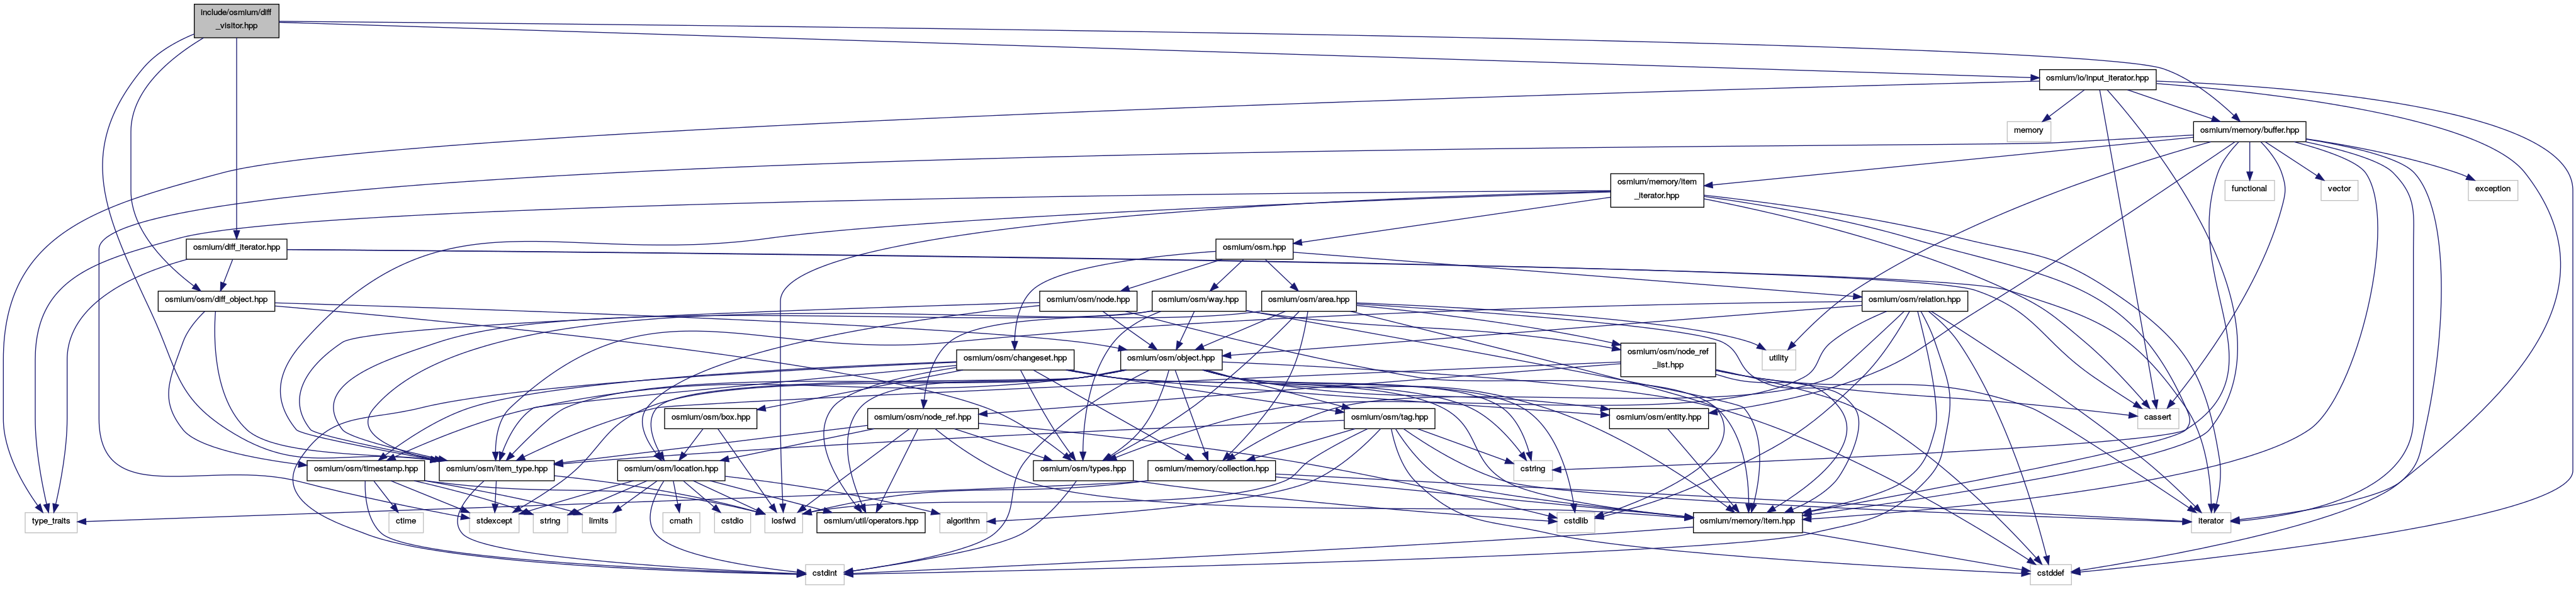 include/osmium/diff
_visitor.hpp
osmium/io/input_iterator.hpp
memory
osmium/memory/buffer.hpp
osmium/memory/item
_iterator.hpp
functional
vector
exception
osmium/diff_iterator.hpp
osmium/osm.hpp
osmium/osm/diff_object.hpp
osmium/osm/node.hpp
osmium/osm/way.hpp
osmium/osm/area.hpp
osmium/osm/relation.hpp
osmium/osm/changeset.hpp
osmium/osm/object.hpp
osmium/osm/node_ref
_list.hpp
utility
osmium/osm/box.hpp
osmium/osm/node_ref.hpp
osmium/osm/tag.hpp
osmium/osm/entity.hpp
cassert
osmium/osm/timestamp.hpp
osmium/osm/item_type.hpp
osmium/osm/location.hpp
osmium/osm/types.hpp
osmium/memory/collection.hpp
cstring
type_traits
ctime
stdexcept
string
limits
cmath
cstdio
iosfwd
osmium/util/operators.hpp
algorithm
cstdlib
osmium/memory/item.hpp
iterator
cstdint
cstddef